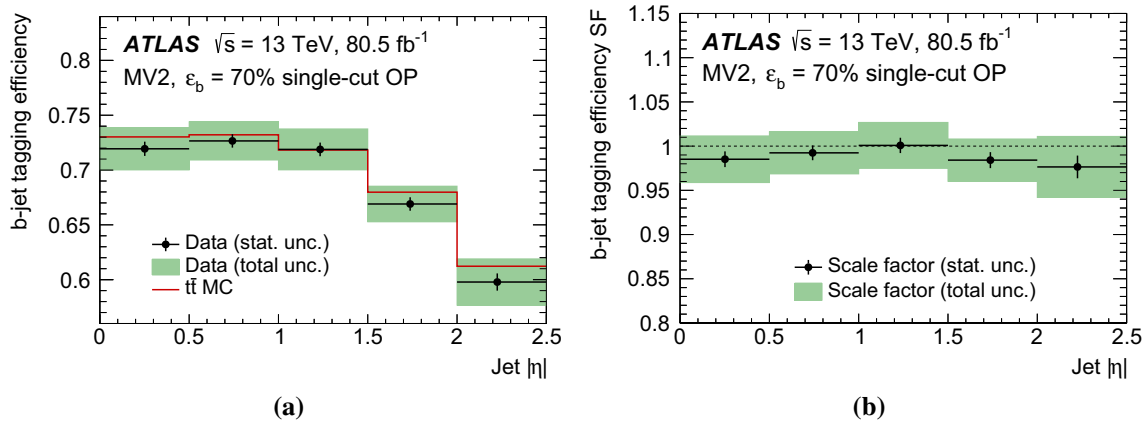 b-jet tagging efficiency
ATLAS √s = 13 TeV, 80.5 fb⁻¹
MV2, ε_b = 70% single-cut OP
0.8
0.75
0.7
0.65
0.6
Data (stat. unc.)
Data (total unc.)
tt̄ MC
0 0.5 1 1.5 2 2.5
Jet |η|
(a)
b-jet tagging efficiency SF
ATLAS √s = 13 TeV, 80.5 fb⁻¹
MV2, ε_b = 70% single-cut OP
1.15
1.1
1.05
1
0.95
0.9
0.85
0.8
Scale factor (stat. unc.)
Scale factor (total unc.)
0 0.5 1 1.5 2 2.5
Jet |η|
(b)